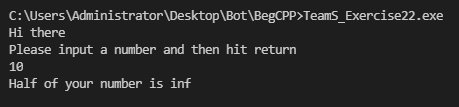 C:\Users\Administrator\Desktop\Bot\BegCPP>TeamS_Exercise22.exe
Hi there
Please input a number and then hit return
10
Half of your number is inf